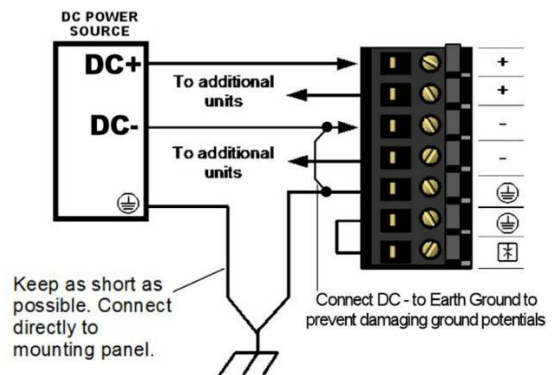 DC POWER
SOURCE
DC+
To additional
units
DC-
To additional
units
+
+
-
-
Keep as short as
possible. Connect
directly to
mounting panel.
Connect DC - to Earth Ground to
prevent damaging ground potentials